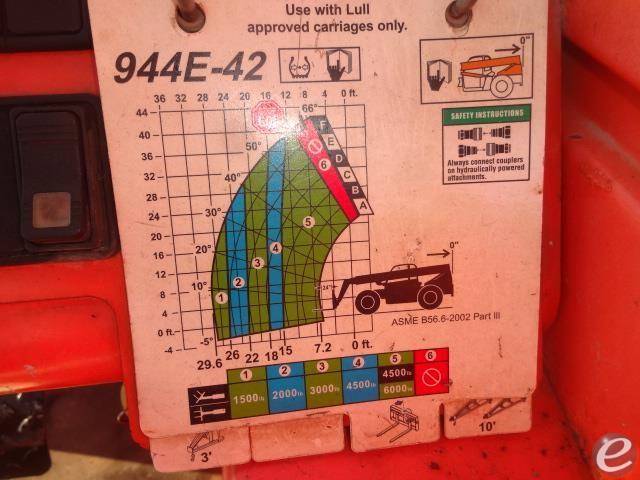 Use with Lull
approved carriages only.
944E-42
0"
SAFETY INSTRUCTIONS
Always connect couplers
on hydraulically powered
attachments.
36 32 28 24 20 16 12 8 4 0 ft.
44
40
36
32
28
24
20
16
12
8
4
0 ft.
-4
66°
50°
40°
30°
20°
10°
-5°
F
E
D
C
B
A
1 2 3 4 5 6
24"
0"
ASME B56.6-2002 Part III
29.6 26 22 18 15 7.2 0 ft.
1 2 3 4 5 6
1500lb 2000lb 3000lb 4500lb 4500lb
6000lb
3'
10'
e